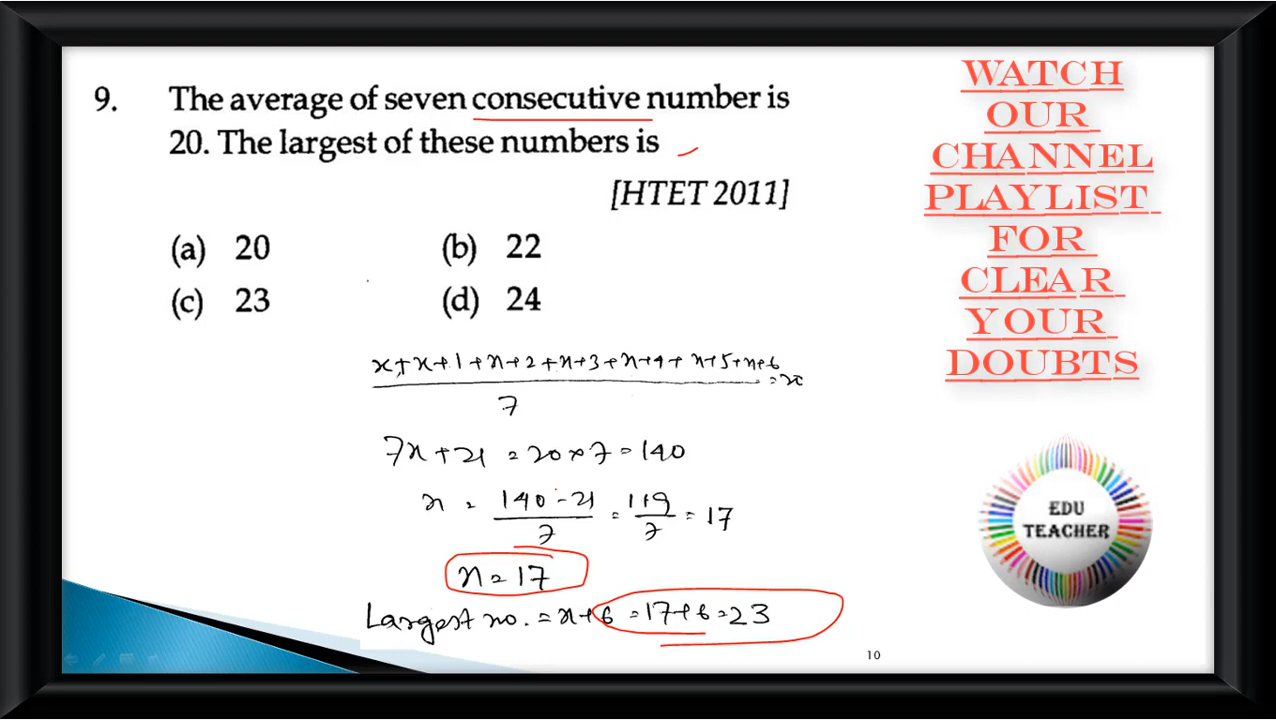 9. The average of seven consecutive number is
20. The largest of these numbers is
[HTET 2011]
(a) 20 (b) 22
(c) 23 (d) 24
x+x+1+x+2+x+3+x+4+x+5+x+6
7
= 20
7x+21 = 20×7 = 140
x = 140-21 = 119 = 17
7 7
x = 17
Largest no. = x+6 = 17+6 = 23
WATCH
OUR
CHANNEL
PLAYLIST
FOR
CLEAR
YOUR
DOUBTS
EDU
TEACHER
10